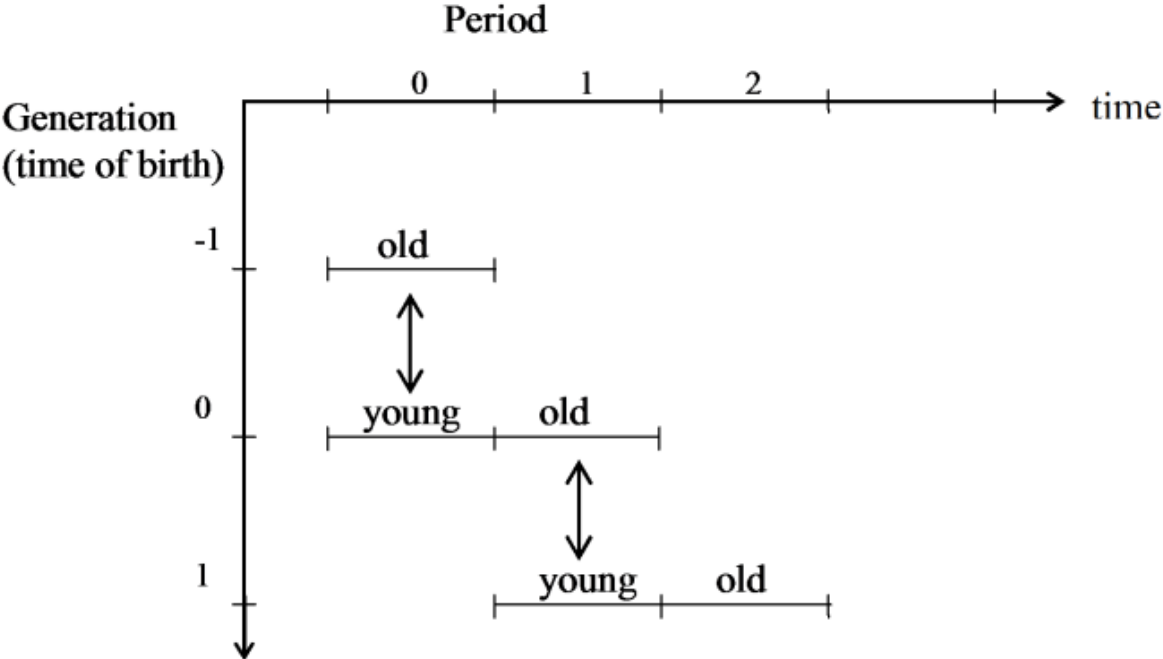 Period
0 1 2
time
Generation
(time of birth)
-1
old
0
young old
1
young old